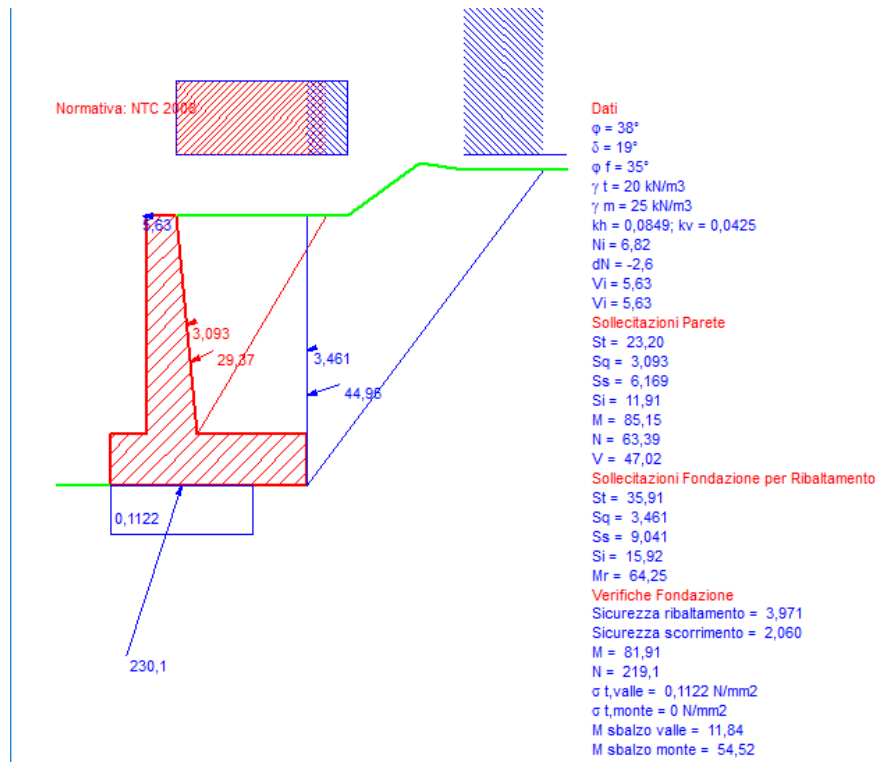 Normativa: NTC 2008
5,63
3,093
29,37
3,461
44,96
0,1122
230,1
Dati
φ = 38°
δ = 19°
φ f = 35°
γ t = 20 kN/m3
γ m = 25 kN/m3
kh = 0,0849; kv = 0,0425
Ni = 6,82
dN = -2,6
Vi = 5,63
Vi = 5,63
Sollecitazioni Parete
St = 23,20
Sq = 3,093
Ss = 6,169
Si = 11,91
M = 85,15
N = 63,39
V = 47,02
Sollecitazioni Fondazione per Ribaltamento
St = 35,91
Sq = 3,461
Ss = 9,041
Si = 15,92
Mr = 64,25
Verifiche Fondazione
Sicurezza ribaltamento = 3,971
Sicurezza scorrimento = 2,060
M = 81,91
N = 219,1
σ t,valle = 0,1122 N/mm2
σ t,monte = 0 N/mm2
M sbalzo valle = 11,84
M sbalzo monte = 54,52